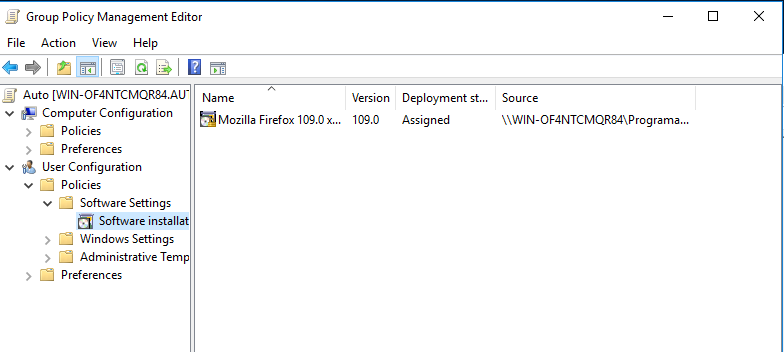 Group Policy Management Editor
File Action View Help
Auto [WIN-OF4NTCMQR84.AUT
Computer Configuration
Policies
Preferences
User Configuration
Policies
Software Settings
Software installat
Windows Settings
Administrative Temp
Preferences
Name Version Deployment st... Source
Mozilla Firefox 109.0 x... 109.0 Assigned \\WIN-OF4NTCMQR84\Programa...